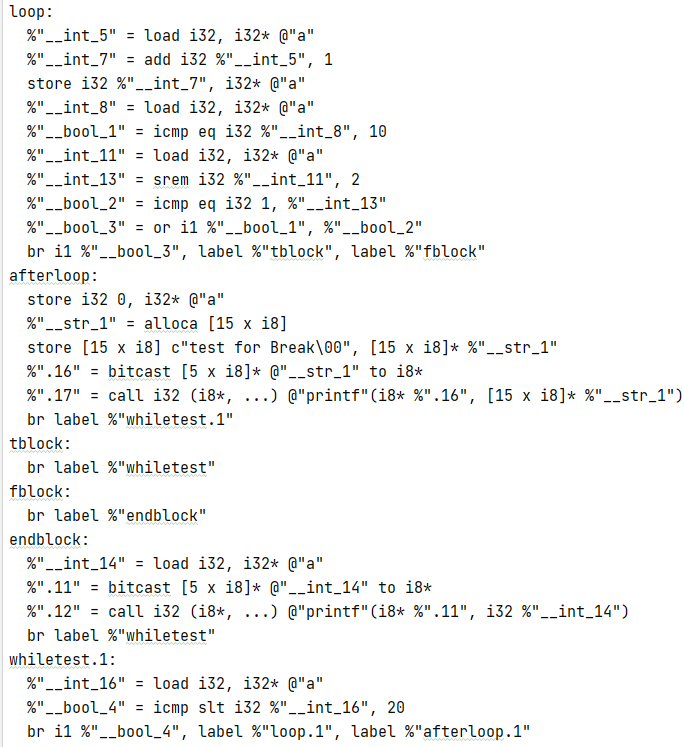 loop:
  %"__int_5" = load i32, i32* @"a"
  %"__int_7" = add i32 %"__int_5", 1
  store i32 %"__int_7", i32* @"a"
  %"__int_8" = load i32, i32* @"a"
  %"__bool_1" = icmp eq i32 %"__int_8", 10
  %"__int_11" = load i32, i32* @"a"
  %"__int_13" = srem i32 %"__int_11", 2
  %"__bool_2" = icmp eq i32 1, %"__int_13"
  %"__bool_3" = or i1 %"__bool_1", %"__bool_2"
  br i1 %"__bool_3", label %"tblock", label %"fblock"
afterloop:
  store i32 0, i32* @"a"
  %"__str_1" = alloca [15 x i8]
  store [15 x i8] c"test for Break\00", [15 x i8]* %"__str_1"
  %".16" = bitcast [5 x i8]* @"__str_1" to i8*
  %".17" = call i32 (i8*, ...) @"printf"(i8* %".16", [15 x i8]* %"__str_1")
  br label %"whiletest.1"
tblock:
  br label %"whiletest"
fblock:
  br label %"endblock"
endblock:
  %"__int_14" = load i32, i32* @"a"
  %".11" = bitcast [5 x i8]* @"__int_14" to i8*
  %".12" = call i32 (i8*, ...) @"printf"(i8* %".11", i32 %"__int_14")
  br label %"whiletest"
whiletest.1:
  %"__int_16" = load i32, i32* @"a"
  %"__bool_4" = icmp slt i32 %"__int_16", 20
  br i1 %"__bool_4", label %"loop.1", label %"afterloop.1"